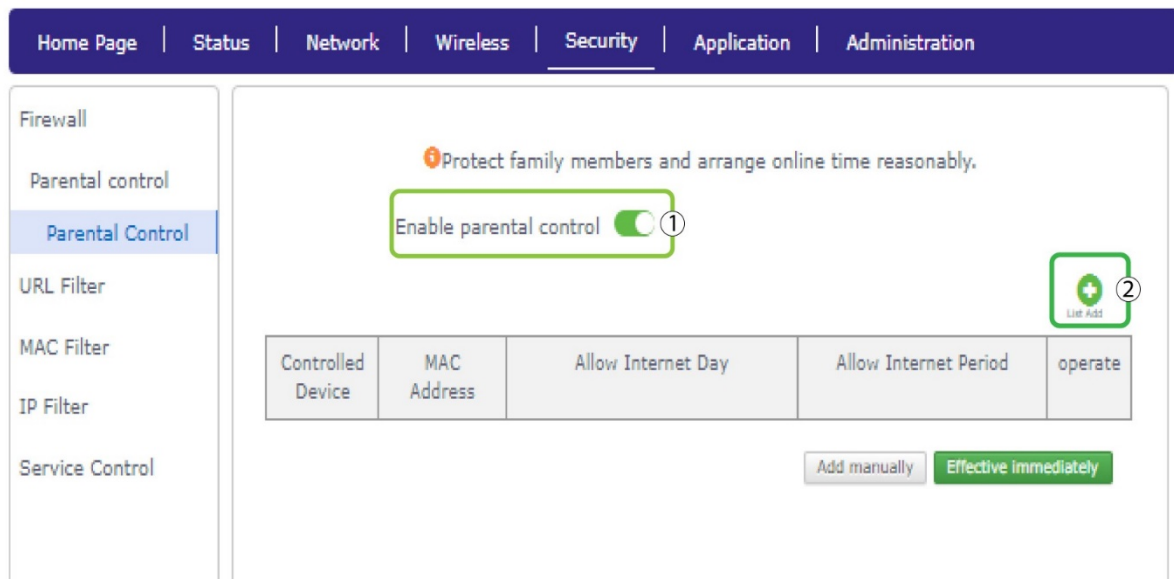 Home Page | Status | Network | Wireless | Security | Application | Administration
Firewall
Parental control
Parental Control
URL Filter
MAC Filter
IP Filter
Service Control
Protect family members and arrange online time reasonably.
Enable parental control ①
②
List Add
Controlled Device MAC Address Allow Internet Day Allow Internet Period operate
Add manually Effective immediately